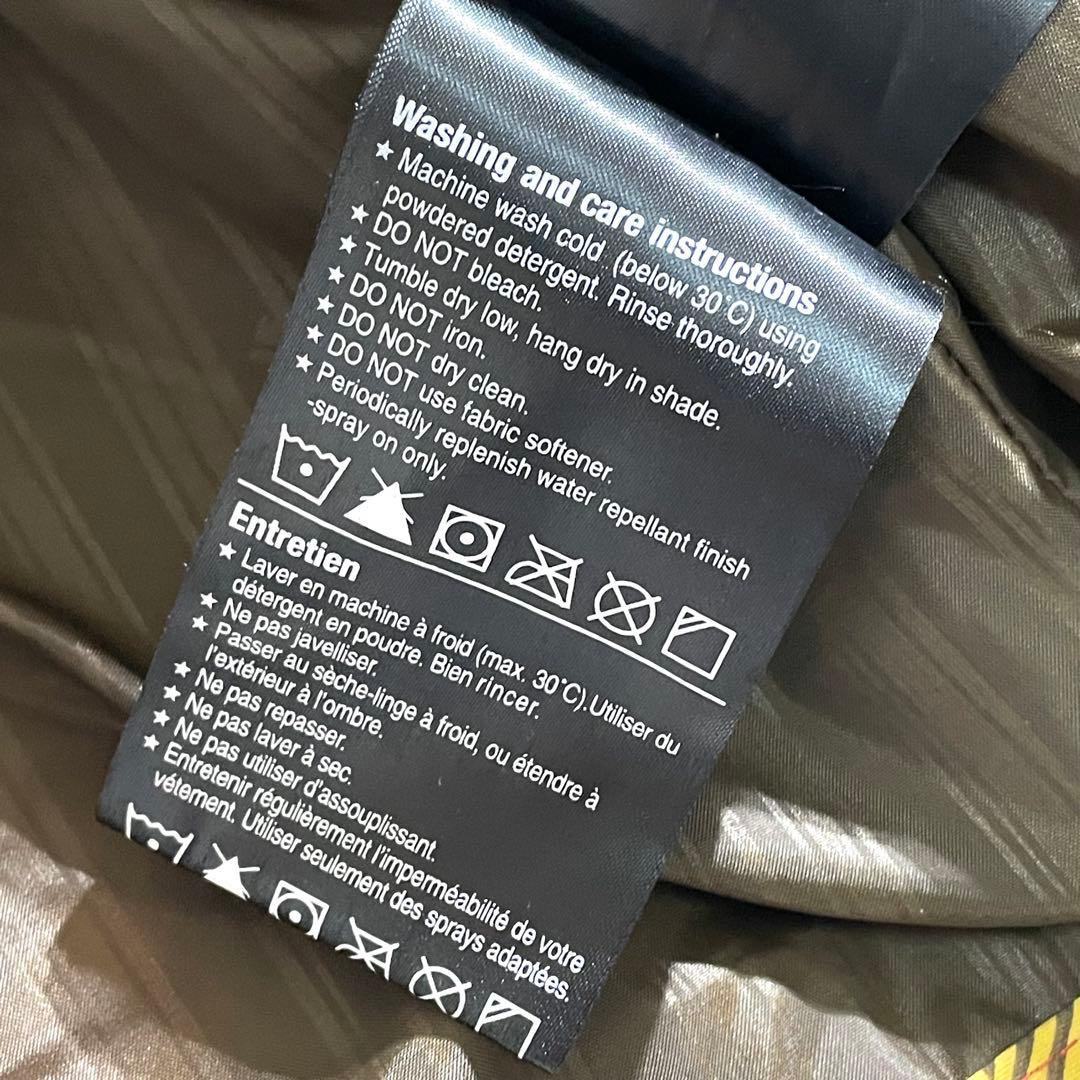 Washing and care instructions
★ Machine wash cold (below 30°C) using
powdered detergent. Rinse thoroughly.
★ DO NOT bleach.
★ Tumble dry low, hang dry in shade.
★ DO NOT iron.
★ DO NOT dry clean.
★ DO NOT use fabric softener.
★ Periodically replenish water repellant finish
-spray on only.
Entretien
★ Laver en machine à froid (max. 30°C).Utiliser du
détergent en poudre. Bien rincer.
★ Ne pas javelliser.
★ Passer au sèche-linge à froid, ou étendre à
l'extérieur à l'ombre.
★ Ne pas repasser.
★ Ne pas laver à sec.
★ Ne pas utiliser d'assouplissant.
★ Entretenir régulièrement l'imperméabilité de votre
vétement. Utiliser seulement des sprays adaptées.